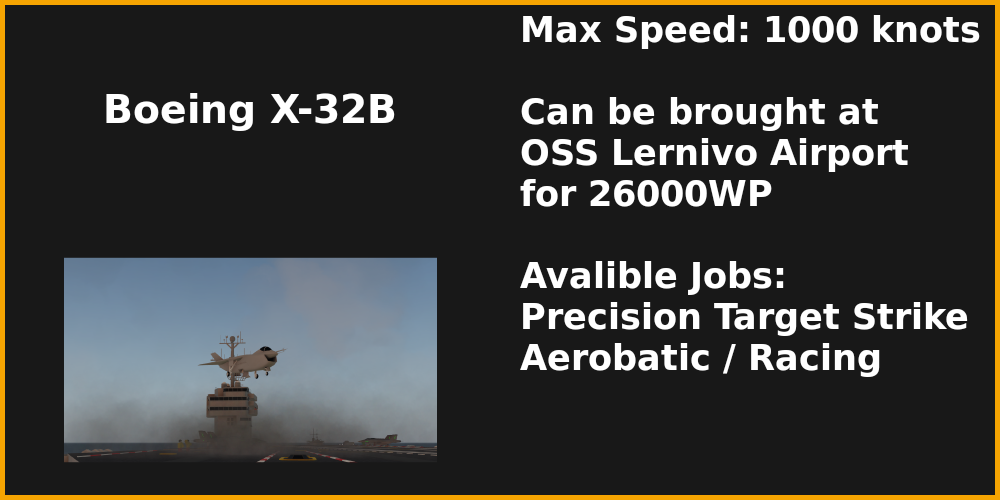 Boeing X-32B
Max Speed: 1000 knots
Can be brought at
OSS Lernivo Airport
for 26000WP
Avalible Jobs:
Precision Target Strike
Aerobatic / Racing